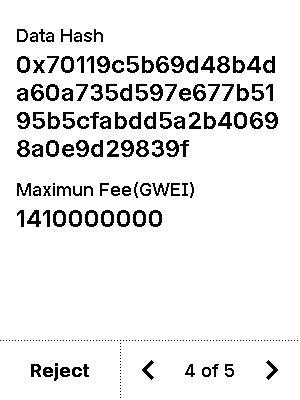 Data Hash
0x70119c5b69d48b4d
a60a735d597e677b51
95b5cfabdd5a2b4069
8a0e9d29839f
Maximun Fee(GWEI)
1410000000
Reject
4 of 5